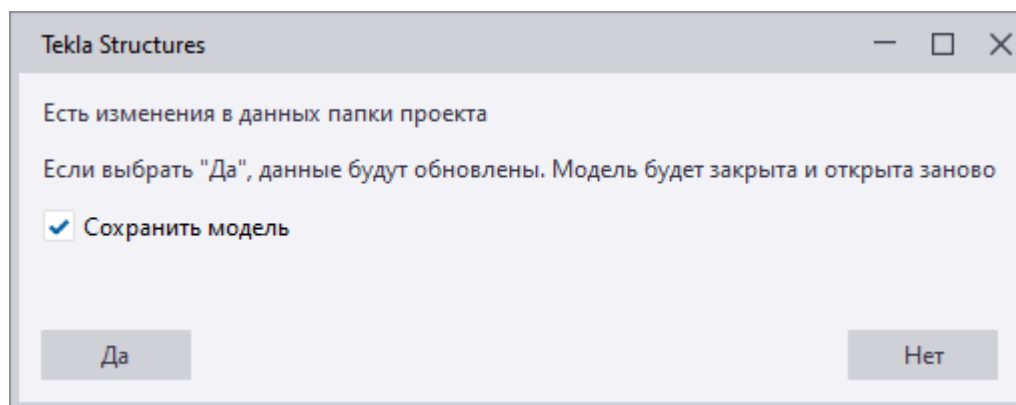 Tekla Structures
Есть изменения в данных папки проекта
Если выбрать "Да", данные будут обновлены. Модель будет закрыта и открыта заново
Сохранить модель
Да
Нет